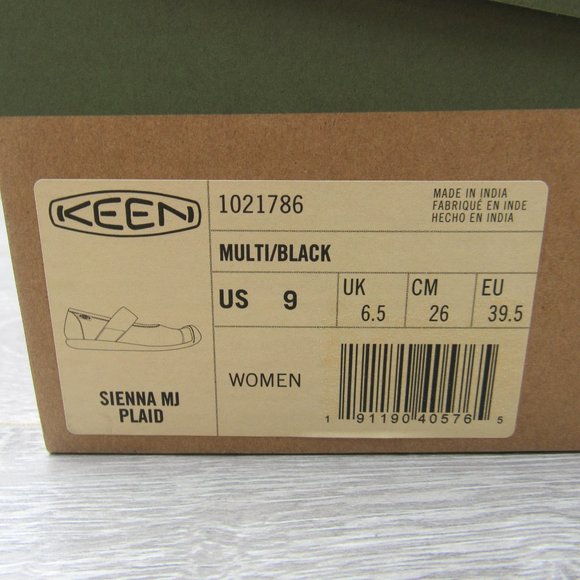 KEEN
1021786
MADE IN INDIA
FABRIQUÉ EN INDE
HECHO EN INDIA
MULTI/BLACK
US 9
UK 6.5
CM 26
EU 39.5
SIENNA MJ
PLAID
WOMEN
1 91190 40576 5